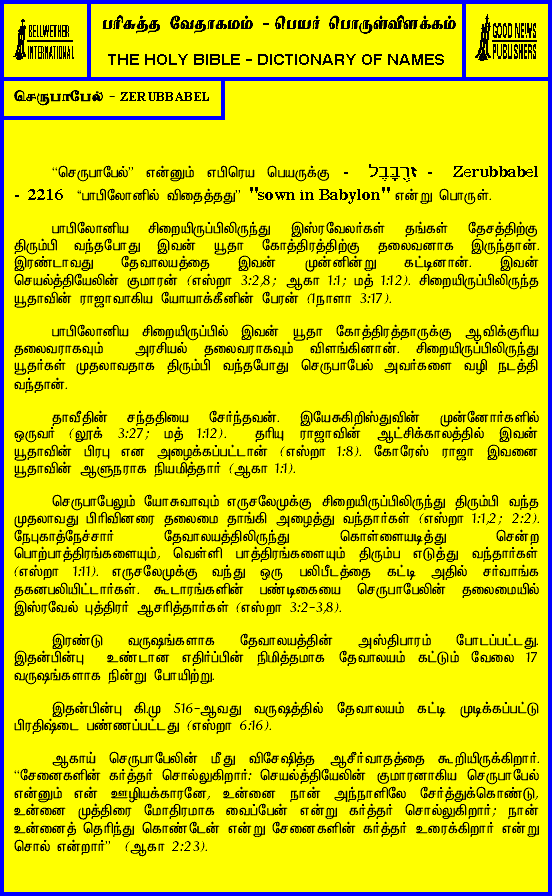 BELLWETHER
INTERNATIONAL
பரிசுத்த வேதாகமம் - பெயர் பொருள்விளக்கம்
THE HOLY BIBLE - DICTIONARY OF NAMES
GOOD NEWS
PUBLISHERS
செருபாபேல் - ZERUBBABEL
“செருபாபேல்” என்னும் எபிரெய பெயருக்கு - זְרֻבָּבֶל - Zerubbabel
- 2216 “பாபிலோனில் விதைத்தது” "sown in Babylon" என்று பொருள்.
பாபிலோனிய சிறையிருப்பிலிருந்து இஸ்ரவேலர்கள் தங்கள் தேசத்திற்கு
திரும்பி வந்தபோது இவன் யூதா கோத்திரத்திற்கு தலைவனாக இருந்தான்.
இரண்டாவது தேவாலயத்தை இவன் முன்னின்று கட்டினான். இவன்
செயல்த்தியேலின் குமாரன் (எஸ்றா 3:2,8; ஆகா 1:1; மத் 1:12). சிறையிருப்பிலிருந்த
யூதாவின் ராஜாவாகிய யோயாக்கீனின் பேரன் (1நாளா 3:17).
பாபிலோனிய சிறையிருப்பில் இவன் யூதா கோத்திரத்தாருக்கு ஆவிக்குரிய
தலைவராகவும் அரசியல் தலைவராகவும் விளங்கினான். சிறையிருப்பிலிருந்து
யூதர்கள் முதலாவதாக திரும்பி வந்தபோது செருபாபேல் அவர்களை வழி நடத்தி
வந்தான்.
தாவீதின் சந்ததியை சேர்ந்தவன். இயேசுகிறிஸ்துவின் முன்னோர்களில்
ஒருவர் (லூக் 3:27; மத் 1:12). தரியு ராஜாவின் ஆட்சிக்காலத்தில் இவன்
யூதாவின் பிரபு என அழைக்கப்பட்டான் (எஸ்றா 1:8). கோரேஸ் ராஜா இவனை
யூதாவின் ஆளுநராக நியமித்தார் (ஆகா 1:1).
செருபாபேலும் யோசுவாவும் எருசலேமுக்கு சிறையிருப்பிலிருந்து திரும்பி வந்த
முதலாவது பிரிவினரை தலைமை தாங்கி அழைத்து வந்தார்கள் (எஸ்றா 1:1,2; 2:2).
நேபுகாத்நேச்சார் தேவாலயத்திலிருந்து கொள்ளையடித்து சென்ற
பொற்பாத்திரங்களையும், வெள்ளி பாத்திரங்களையும் திரும்ப எடுத்து வந்தார்கள்
(எஸ்றா 1:11). எருசலேமுக்கு வந்து ஒரு பலிபீடத்தை கட்டி அதில் சர்வாங்க
தகனபலியிட்டார்கள். கூடாரங்களின் பண்டிகையை செருபாபேலின் தலைமையில்
இஸ்ரவேல் புத்திரர் ஆசரித்தார்கள் (எஸ்றா 3:2-3,8).
இரண்டு வருஷங்களாக தேவாலயத்தின் அஸ்திபாரம் போடப்பட்டது.
இதன்பின்பு உண்டான எதிர்ப்பின் நிமித்தமாக தேவாலயம் கட்டும் வேலை 17
வருஷங்களாக நின்று போயிற்று.
இதன்பின்பு கி.மு 516-ஆவது வருஷத்தில் தேவாலயம் கட்டி முடிக்கப்பட்டு
பிரதிஷ்டை பண்ணப்பட்டது (எஸ்றா 6:16).
ஆகாய் செருபாபேலின் மீது விசேஷித்த ஆசீர்வாதத்தை கூறியிருக்கிறார்.
“சேனைகளின் கர்த்தர் சொல்லுகிறார்: செயல்த்தியேலின் குமாரனாகிய செருபாபேல்
என்னும் என் ஊழியக்காரனே, உன்னை நான் அந்நாளிலே சேர்த்துக்கொண்டு,
உன்னை முத்திரை மோதிரமாக வைப்பேன் என்று கர்த்தர் சொல்லுகிறார்; நான்
உன்னைத் தெரிந்து கொண்டேன் என்று சேனைகளின் கர்த்தர் உரைக்கிறார் என்று
சொல் என்றார்” (ஆகா 2:23).